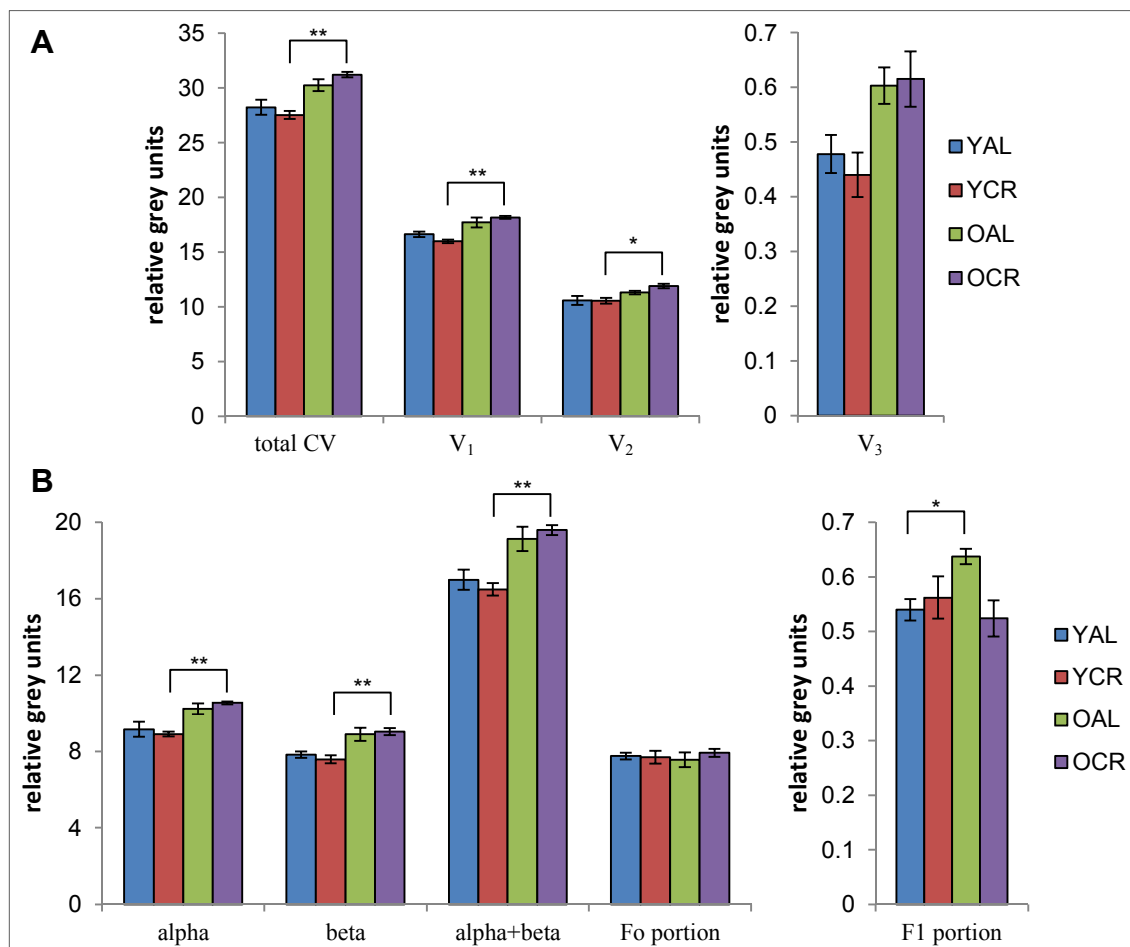 A
relative grey units
35
30
25
20
15
10
5
0
**
**
*
total CV
V₁
V₂
relative grey units
0.7
0.6
0.5
0.4
0.3
0.2
0.1
0
V₃
YAL
YCR
OAL
OCR
B
relative grey units
20
16
12
8
4
0
**
**
**
alpha
beta
alpha+beta
Fo portion
relative grey units
0.7
0.6
0.5
0.4
0.3
0.2
0.1
0
*
F1 portion
YAL
YCR
OAL
OCR